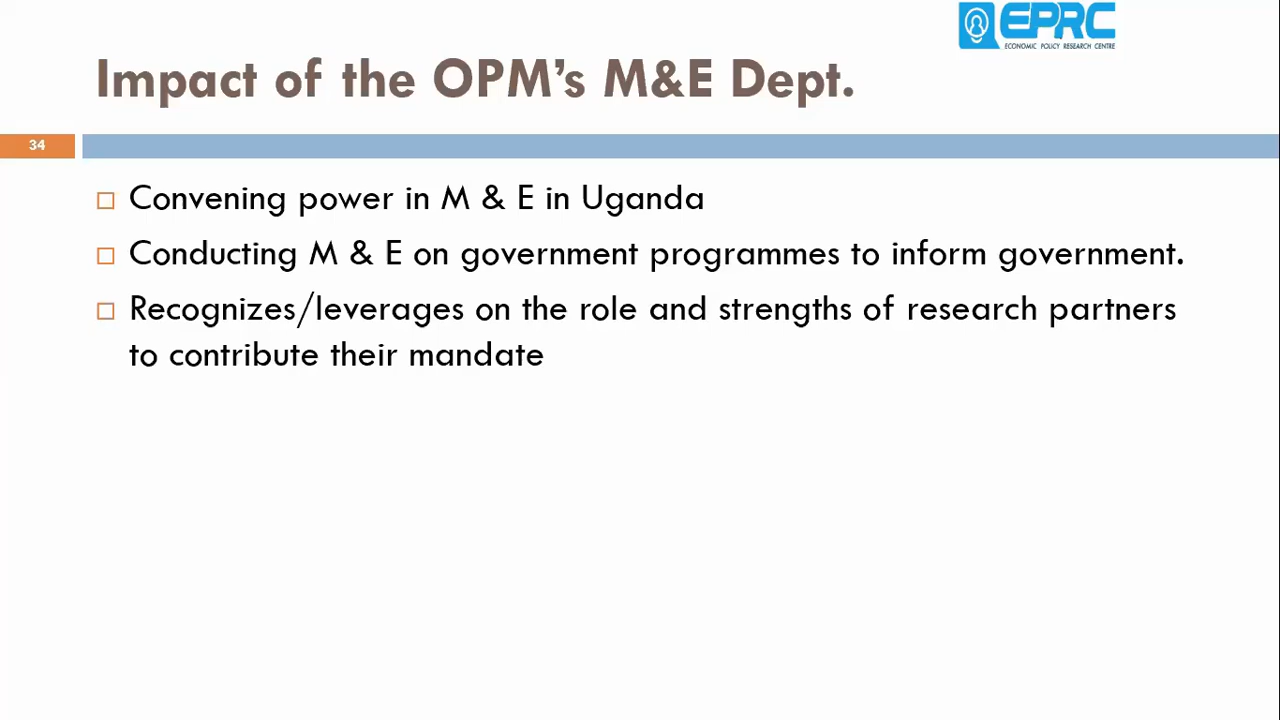 EPRC
ECONOMIC POLICY RESEARCH CENTRE
Impact of the OPM’s M&E Dept.
34
Convening power in M & E in Uganda
Conducting M & E on government programmes to inform government.
Recognizes/leverages on the role and strengths of research partners
to contribute their mandate